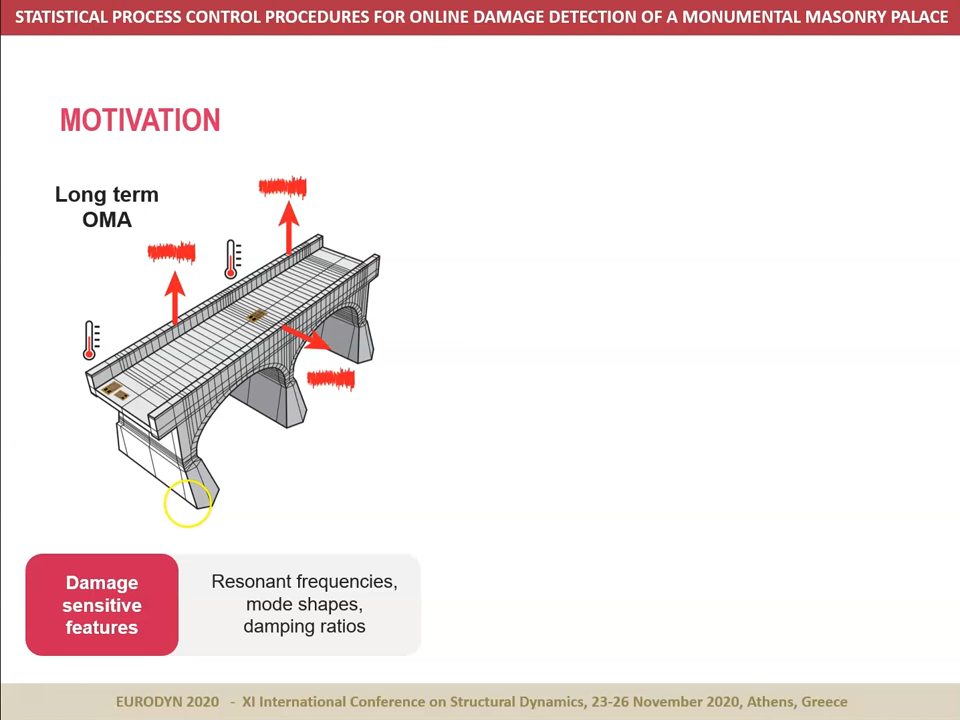 STATISTICAL PROCESS CONTROL PROCEDURES FOR ONLINE DAMAGE DETECTION OF A MONUMENTAL MASONRY PALACE
MOTIVATION
Long term
OMA
Damage
sensitive
features
Resonant frequencies,
mode shapes,
damping ratios
EURODYN 2020 - XI International Conference on Structural Dynamics, 23-26 November 2020, Athens, Greece